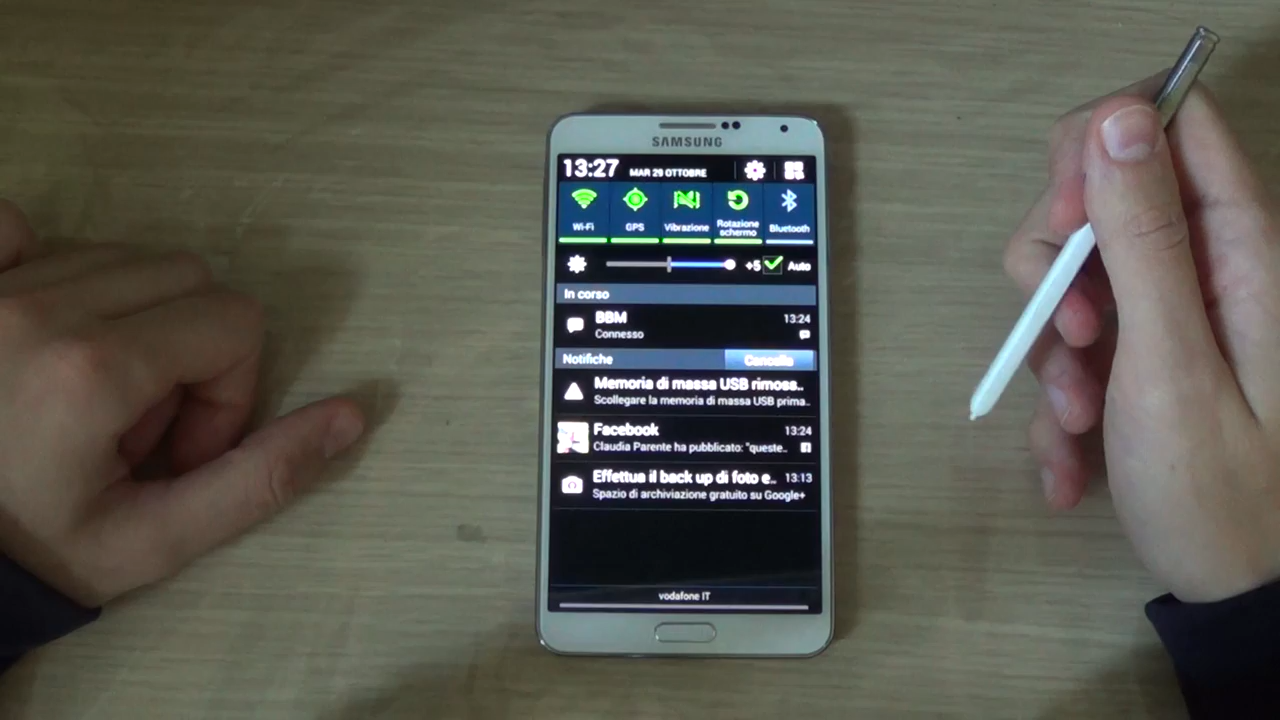 SAMSUNG
13:27 MAR 29 OTTOBRE
Wi-Fi GPS Vibrazione Rotazione schermo Bluetooth
+5 Auto
In corso
BBM 13:24
Connesso
Notifiche Cancella
Memoria di massa USB rimoss..
Scollegare la memoria di massa USB prima..
Facebook 13:24
Claudia Parente ha pubblicato: "queste..
Effettua il back up di foto e.. 13:13
Spazio di archiviazione gratuito su Google+
vodafone IT